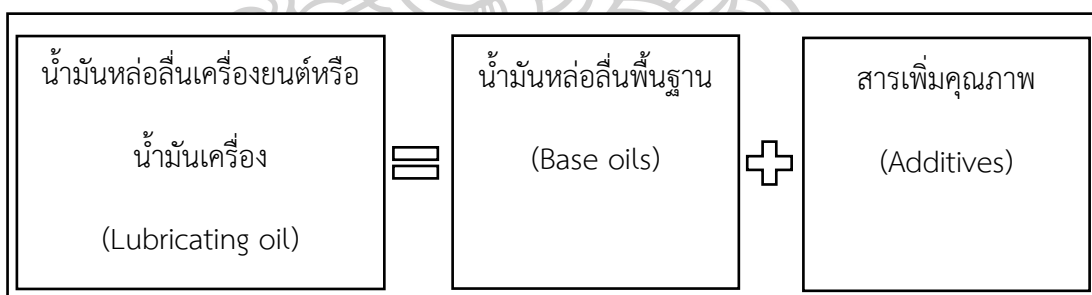 น้ำมันหล่อลื่นเครื่องยนต์หรือ
น้ำมันเครื่อง
(Lubricating oil)
=
น้ำมันหล่อลื่นพื้นฐาน
(Base oils)
+
สารเพิ่มคุณภาพ
(Additives)